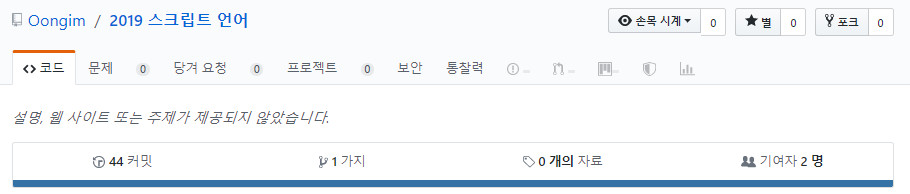 Oongim / 2019 스크립트 언어
손목 시계 0
별 0
포크 0
코드 문제 0 당겨 요청 0 프로젝트 0 보안 통찰력
설명, 웹 사이트 또는 주제가 제공되지 않았습니다.
44 커밋 1 가지 0 개의 자료 기여자 2 명